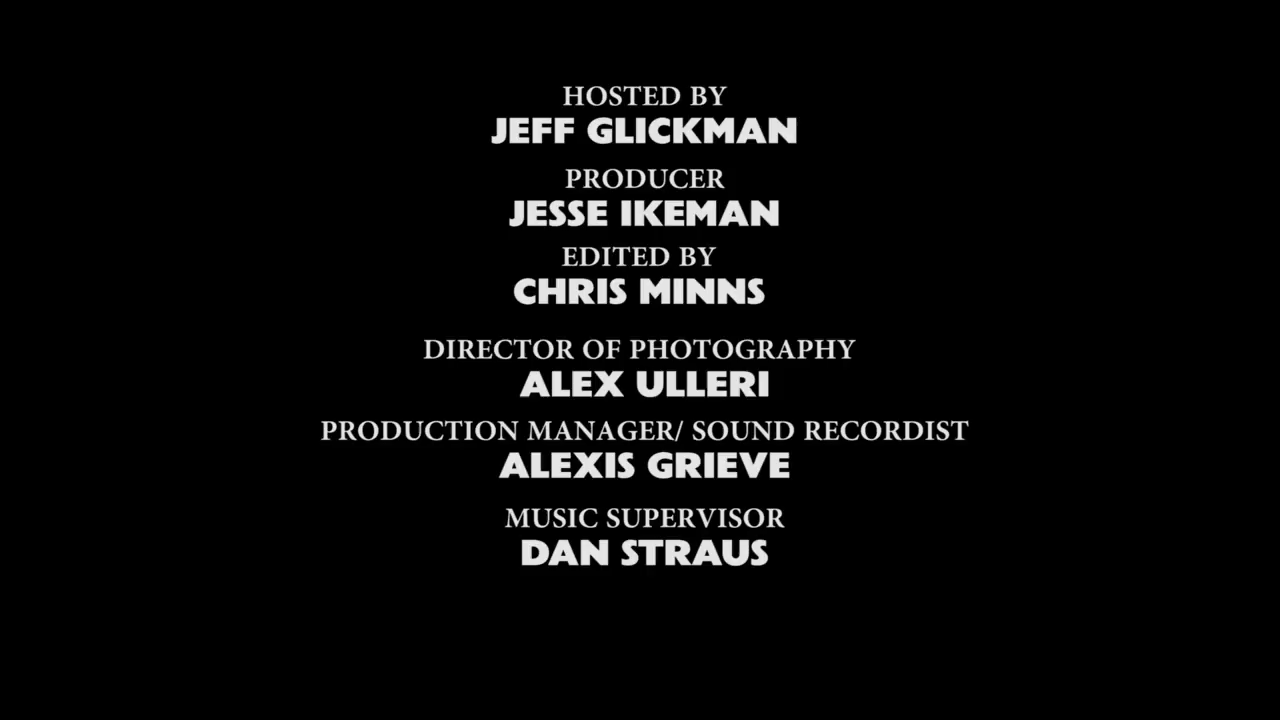 HOSTED BY
JEFF GLICKMAN
PRODUCER
JESSE IKEMAN
EDITED BY
CHRIS MINNS
DIRECTOR OF PHOTOGRAPHY
ALEX ULLERI
PRODUCTION MANAGER/ SOUND RECORDIST
ALEXIS GRIEVE
MUSIC SUPERVISOR
DAN STRAUS